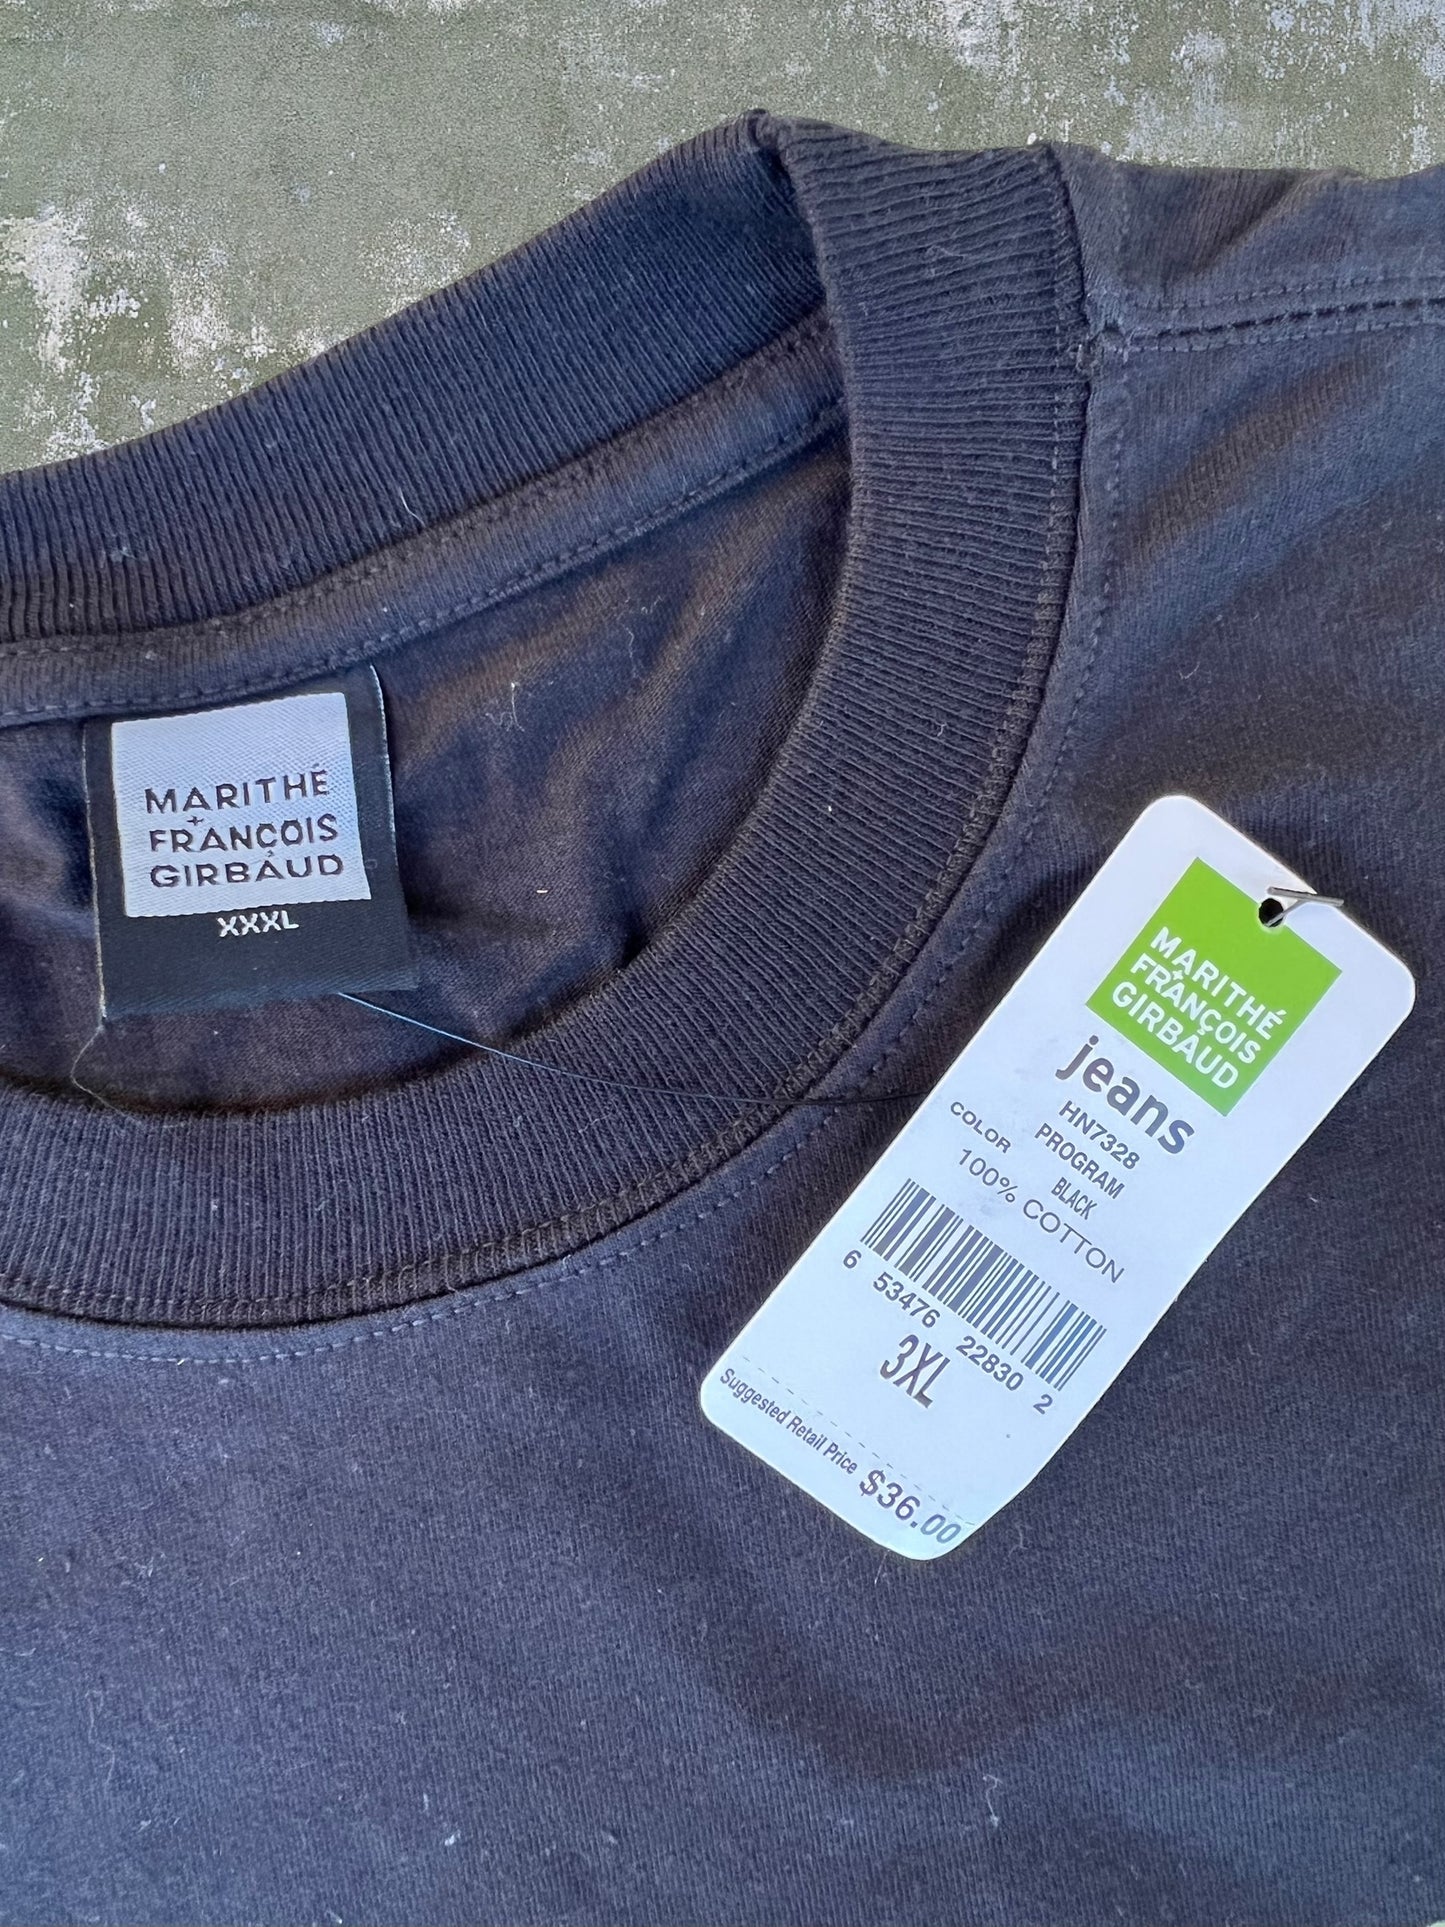 MARITHÉ
+
FRANÇOIS
GIRBAUD
XXXL
MARITHÉ
+
FRANÇOIS
GIRBAUD
jeans
HN7328
PROGRAM
COLOR BLACK
100% COTTON
6 53476 22830 2
3XL
Suggested Retail Price $36.00